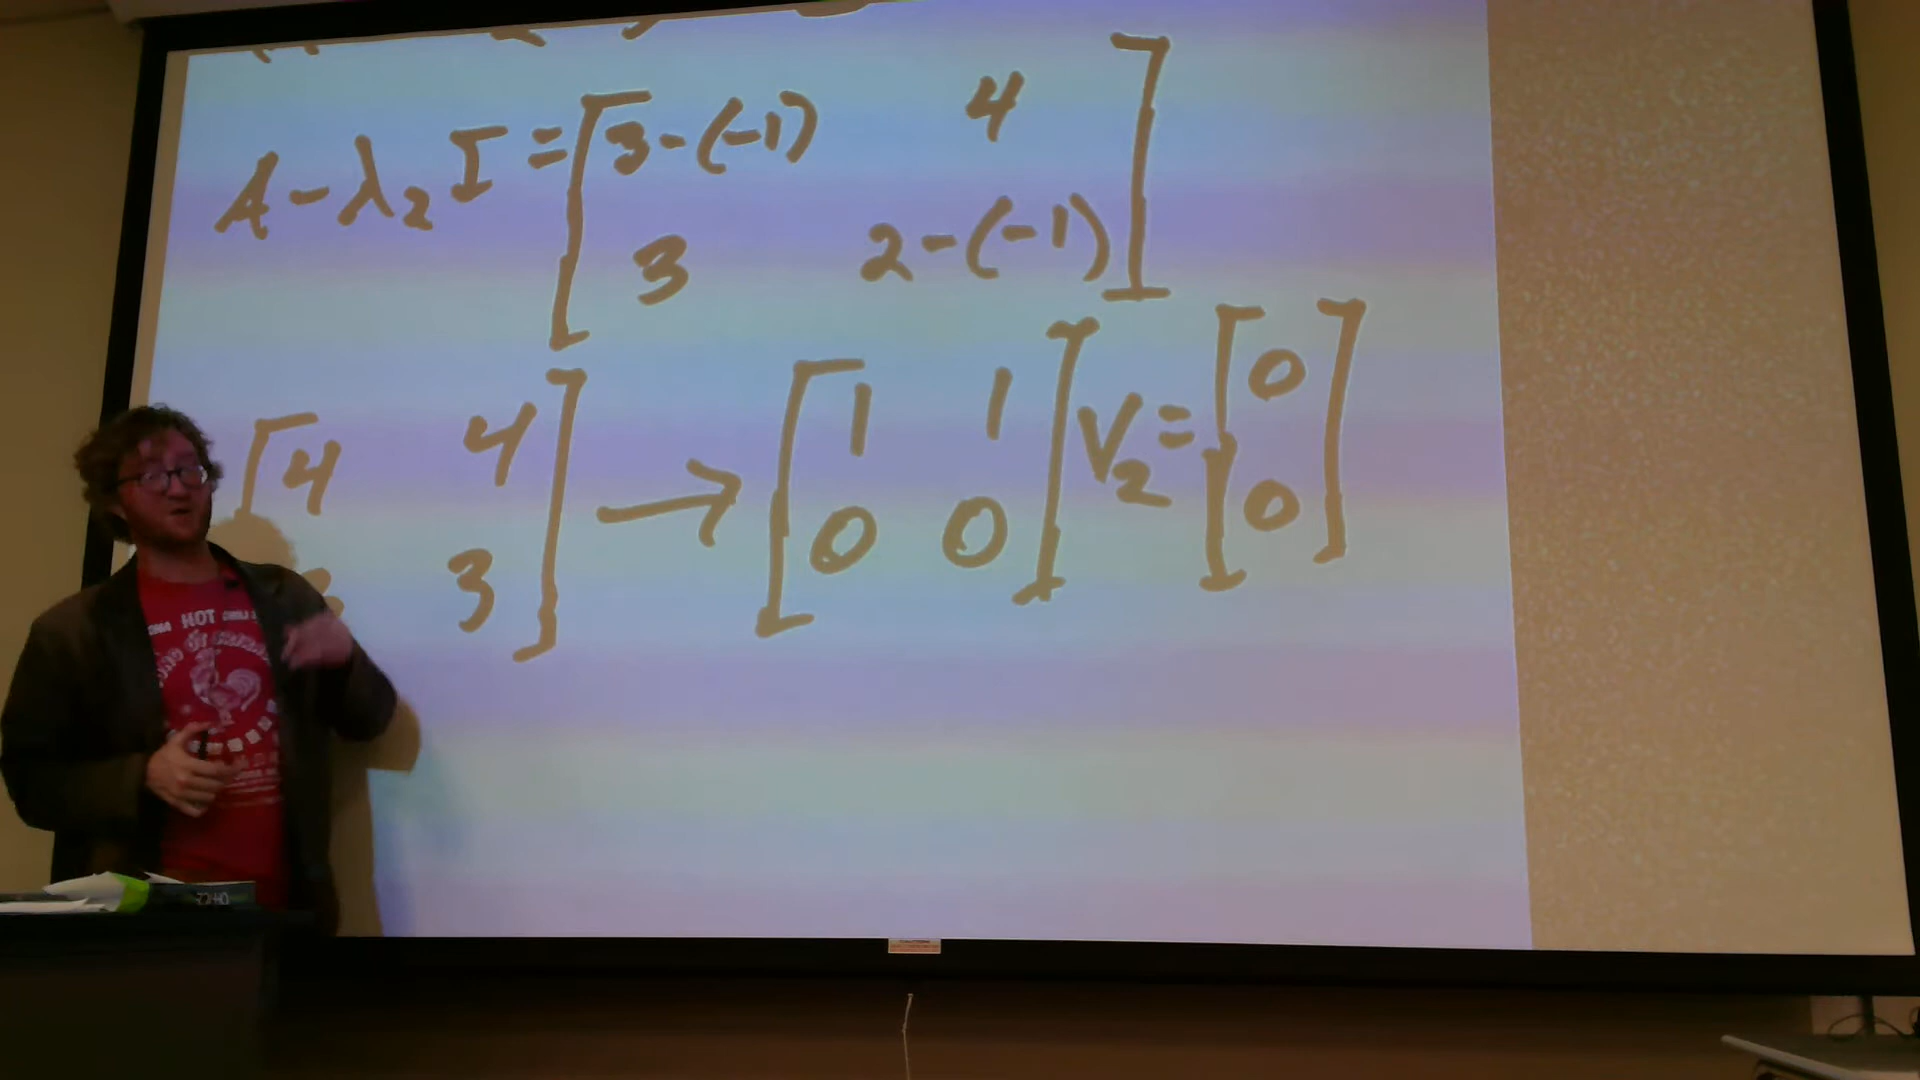 A - λ₂ I = [ 3-(-1) 4
3 2-(-1) ]
[ 4 4
3 ] → [ 1 1
0 0 ] V₂ = [ 0
0 ]
HOT